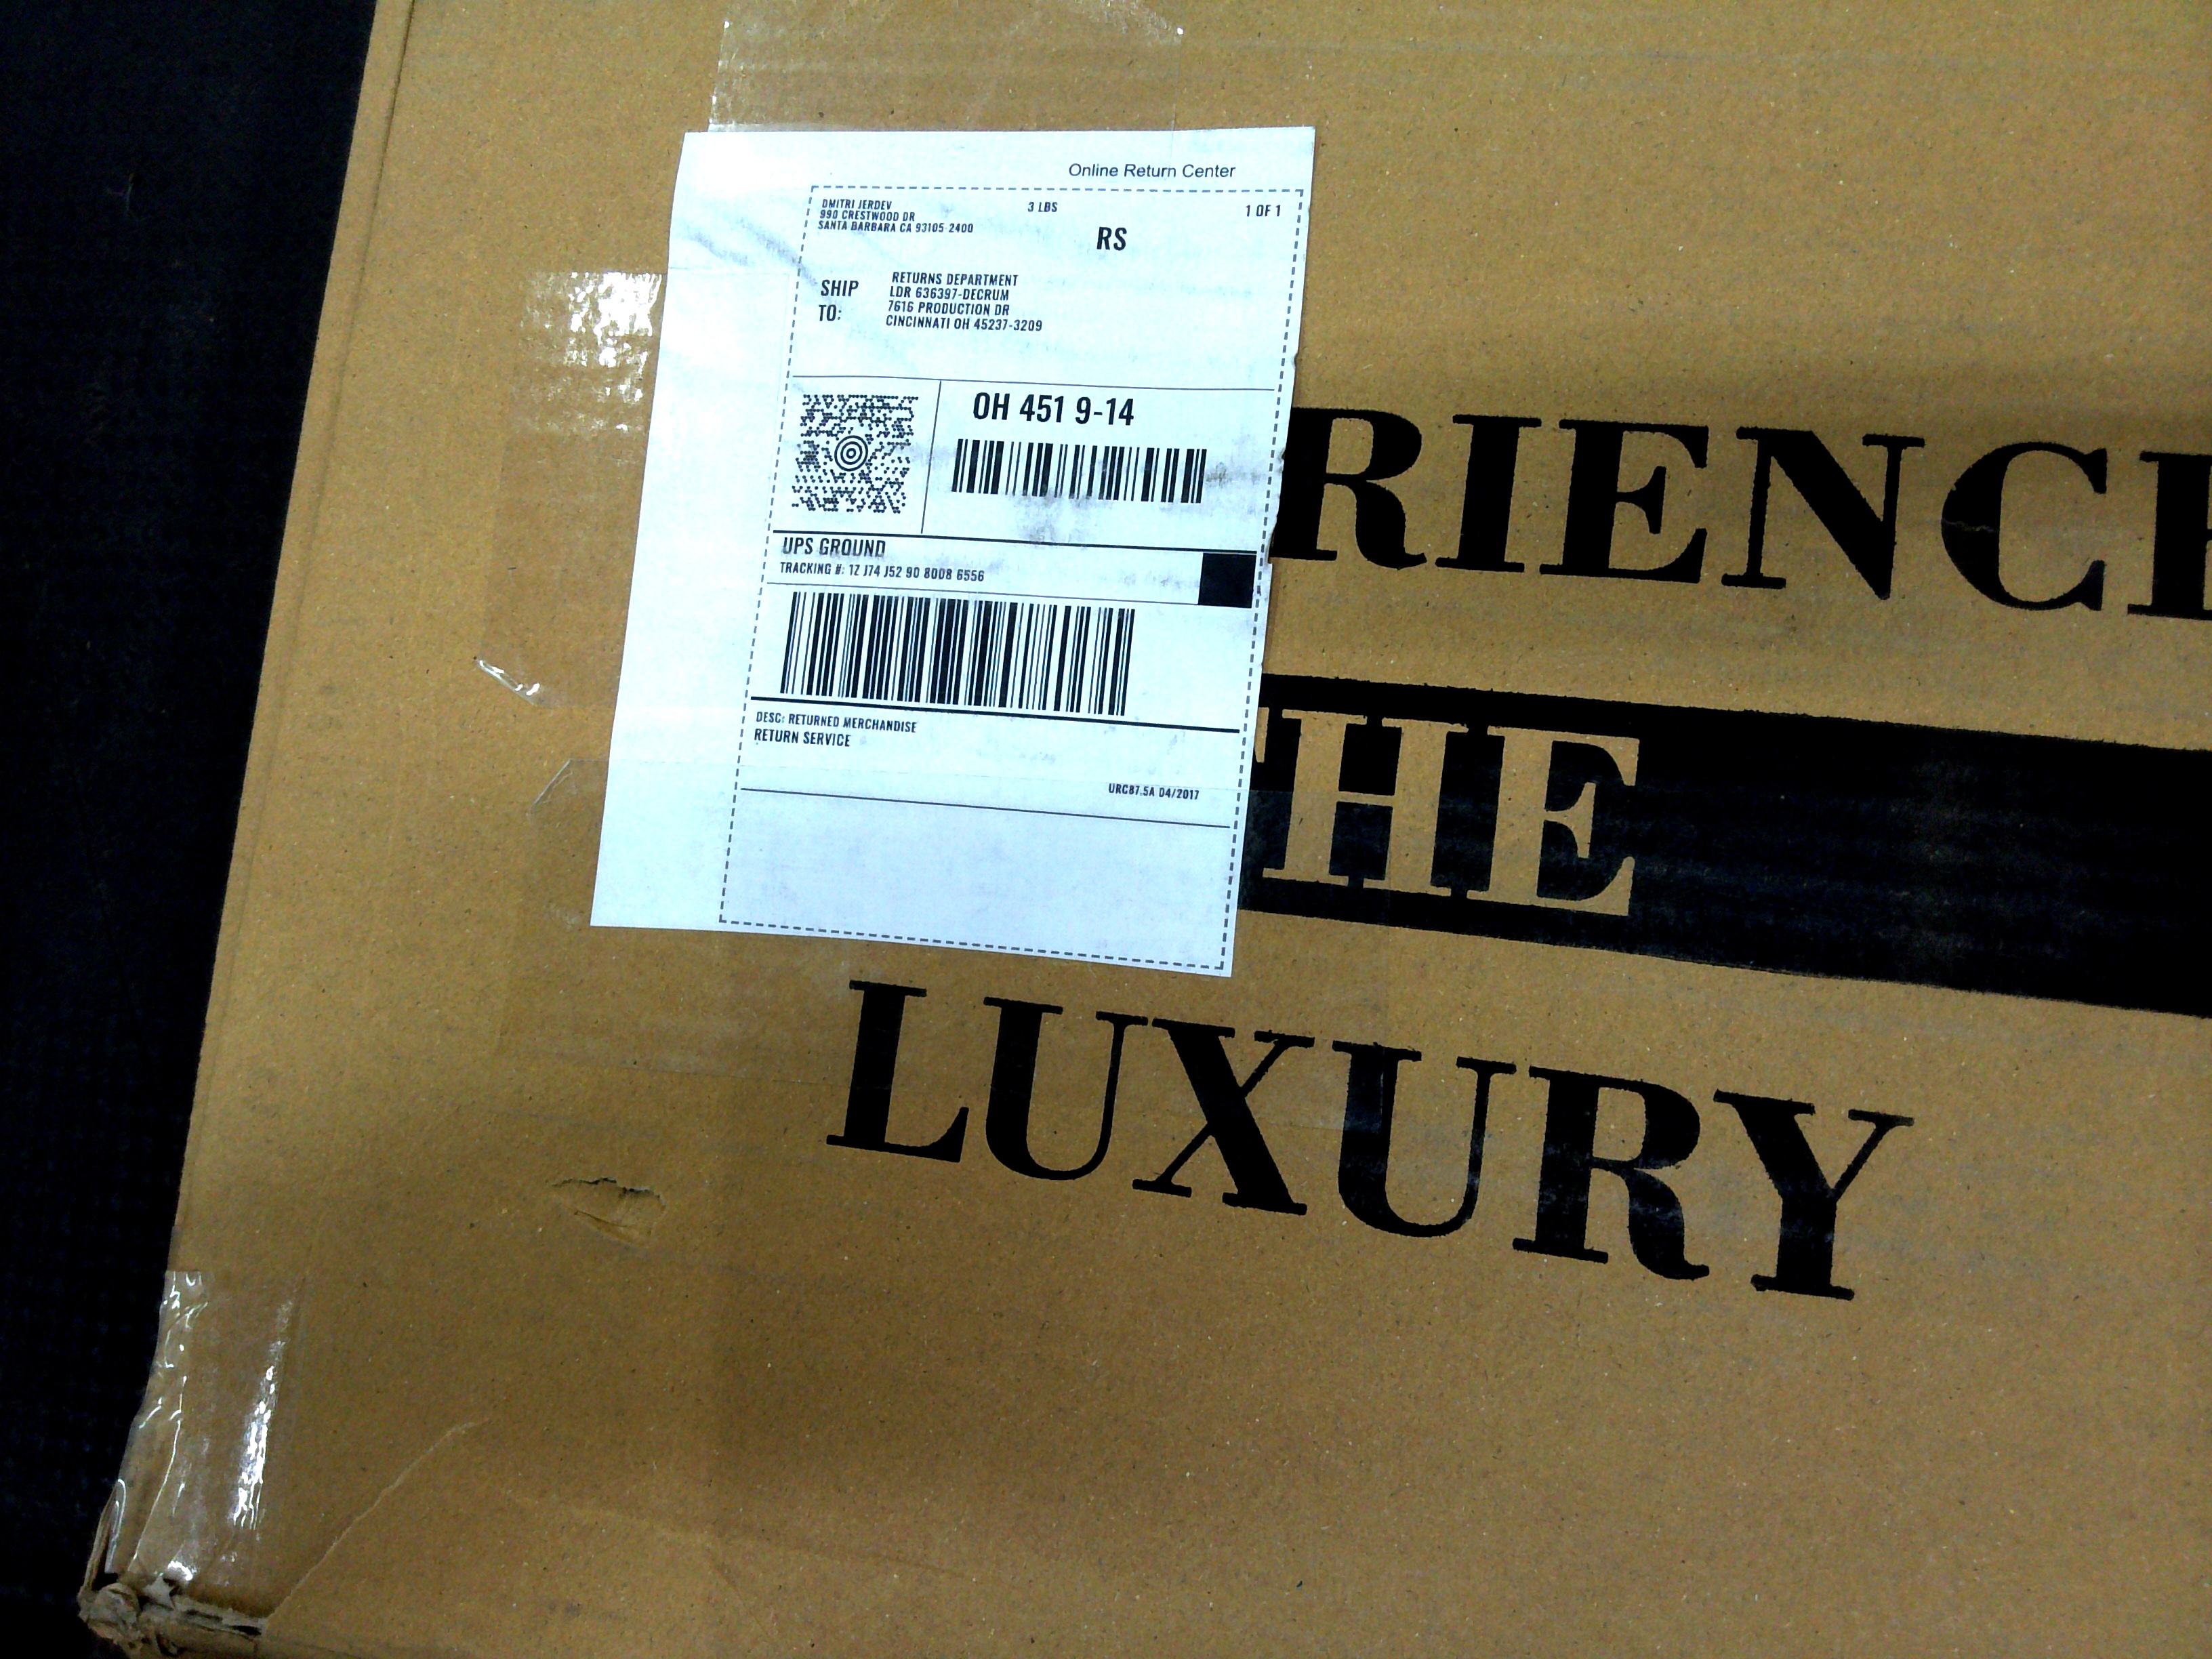 Online Return Center
DMITRI JERDEV
990 CRESTWOOD DR
SANTA BARBARA CA 93105-2400
3 LBS
1 OF 1
RS
SHIP
TO:
RETURNS DEPARTMENT
LDR 636397-DECRUM
7616 PRODUCTION DR
CINCINNATI OH 45237-3209
OH 451 9-14
UPS GROUND
TRACKING #: 1Z J74 J52 90 8008 6556
DESC: RETURNED MERCHANDISE
RETURN SERVICE
URC87.5A 04/2017
RIENCE
THE
LUXURY